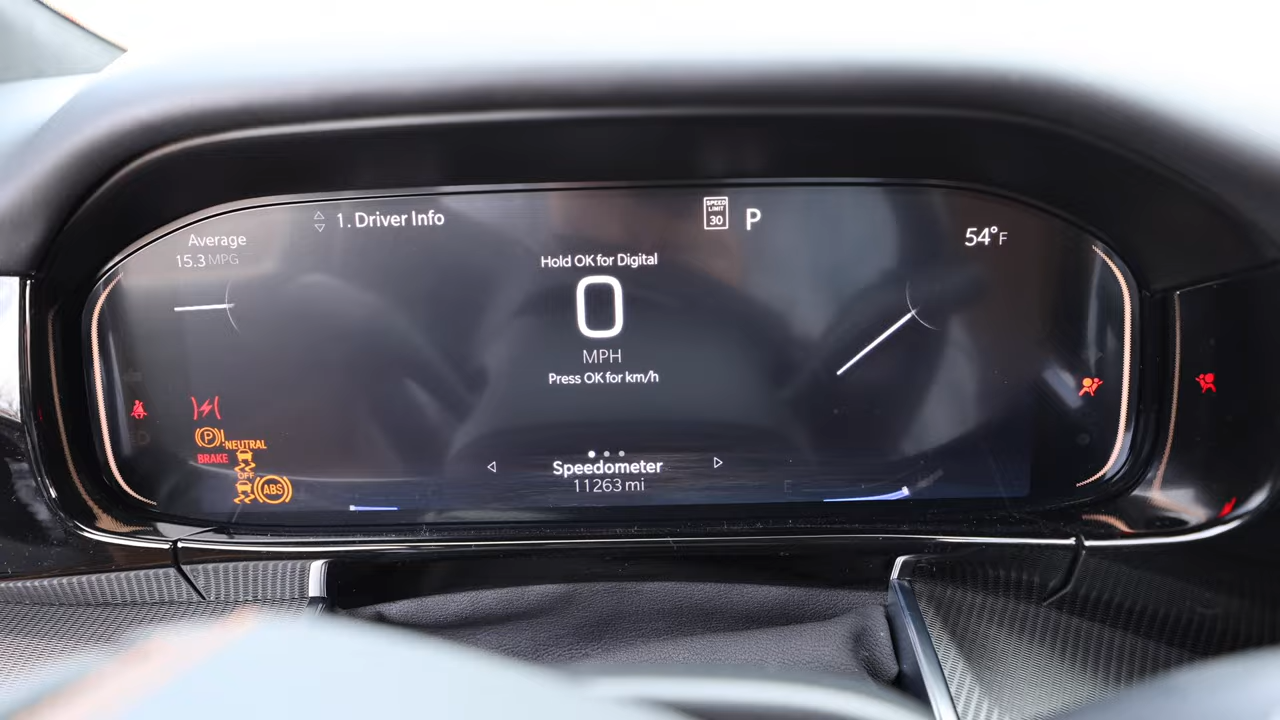 1. Driver Info
SPEED
LIMIT
30
P
Average
15.3 MPG
54°F
Hold OK for Digital
0
MPH
Press OK for km/h
P !
NEUTRAL
BRAKE
OFF
ABS
Speedometer
11263 mi
E